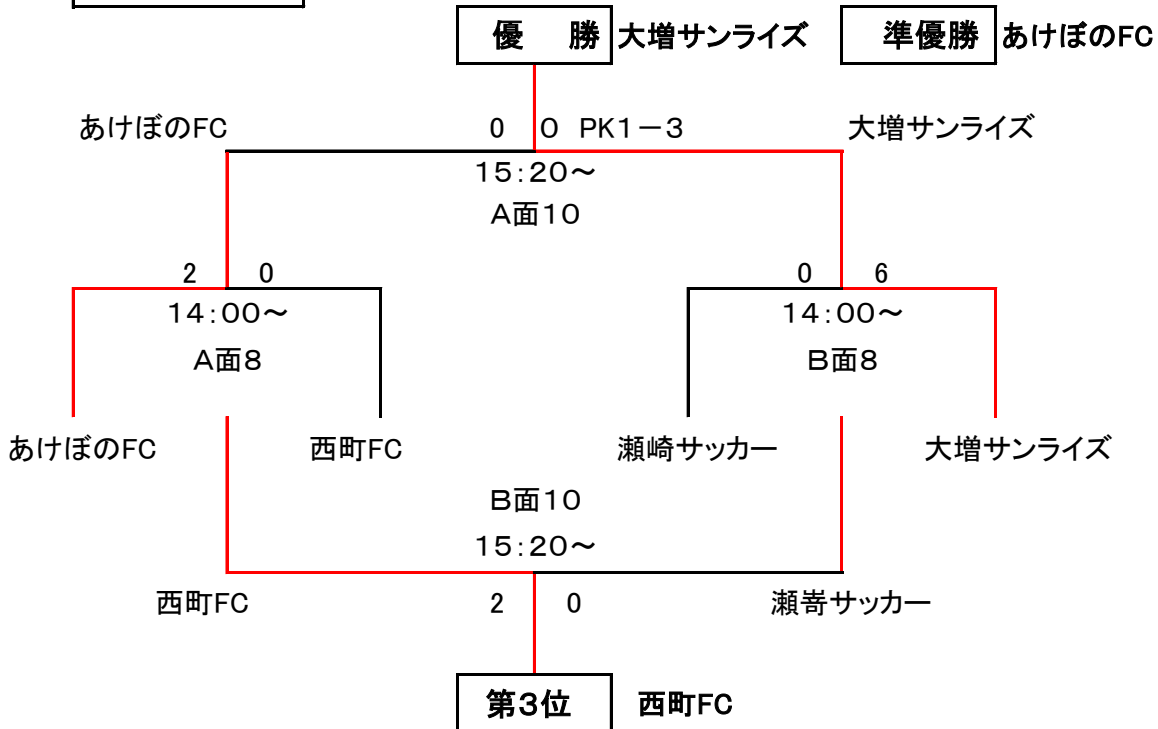 優　勝 大増サンライズ 準優勝 あけぼのFC
あけぼのFC 0 0 PK1－3 大増サンライズ
15:20～
A面10
2 0 0 6
14:00～ 14:00～
A面8 B面8
あけぼのFC 西町FC 瀬崎サッカー 大増サンライズ
B面10
15:20～
西町FC 2 0 瀬嵜サッカー
第3位 西町FC